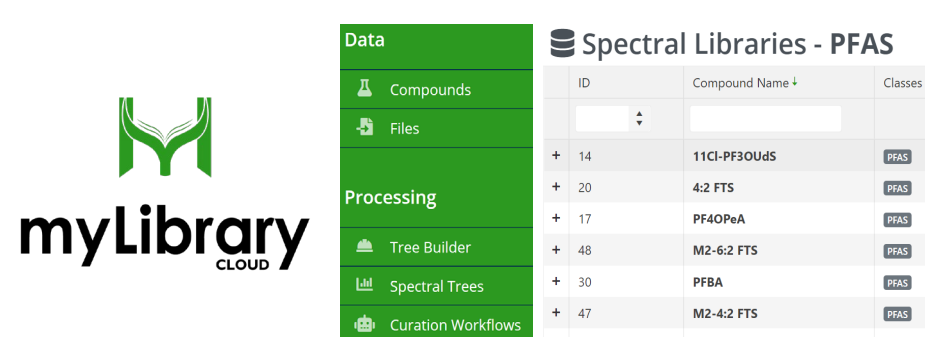 myLibrary
CLOUD
Data
Compounds
Files
Processing
Tree Builder
Spectral Trees
Curation Workflows
Spectral Libraries - PFAS
ID Compound Name Classes
14 11Cl-PF3OUdS PFAS
20 4:2 FTS PFAS
17 PF4OPeA PFAS
48 M2-6:2 FTS PFAS
30 PFBA PFAS
47 M2-4:2 FTS PFAS